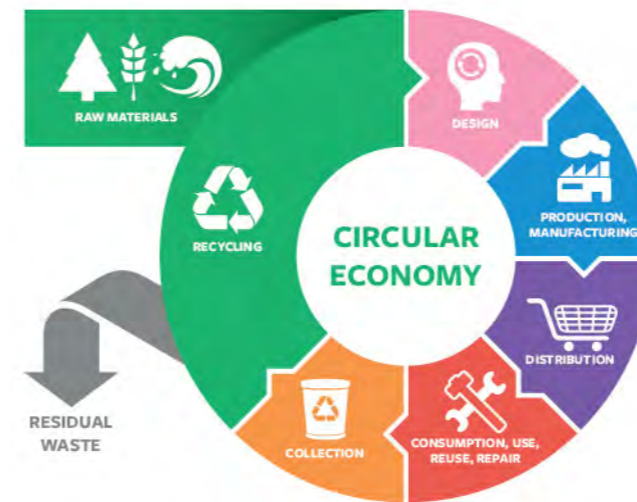 RAW MATERIALS
DESIGN
PRODUCTION,
MANUFACTURING
RECYCLING
CIRCULAR
ECONOMY
DISTRIBUTION
CONSUMPTION, USE,
REUSE, REPAIR
COLLECTION
RESIDUAL
WASTE